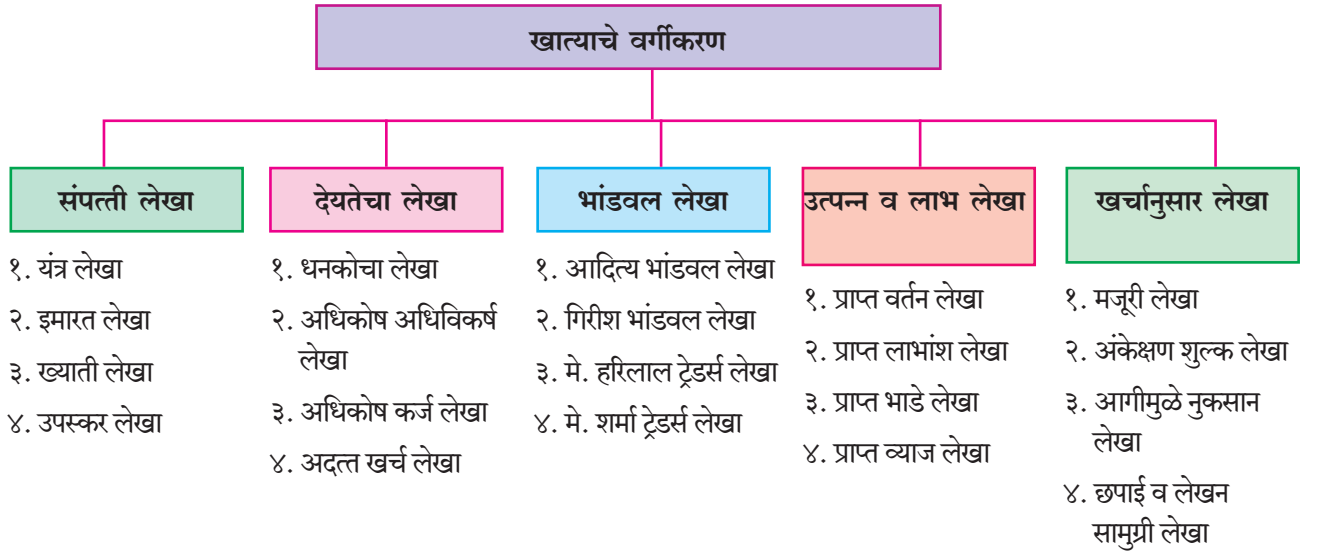 खात्याचे वर्गीकरण
संपत्ती लेखा
१. यंत्र लेखा
२. इमारत लेखा
३. ख्याती लेखा
४. उपस्कर लेखा
देयतेचा लेखा
१. धनकोचा लेखा
२. अधिकोष अधिविकर्ष
लेखा
३. अधिकोष कर्ज लेखा
४. अदत्त खर्च लेखा
भांडवल लेखा
१. आदित्य भांडवल लेखा
२. गिरीश भांडवल लेखा
३. मे. हरिलाल ट्रेडर्स लेखा
४. मे. शर्मा ट्रेडर्स लेखा
उत्पन्न व लाभ लेखा
१. प्राप्त वर्तन लेखा
२. प्राप्त लाभांश लेखा
३. प्राप्त भाडे लेखा
४. प्राप्त व्याज लेखा
खर्चानुसार लेखा
१. मजूरी लेखा
२. अंकेक्षण शुल्क लेखा
३. आगीमुळे नुकसान
लेखा
४. छपाई व लेखन
सामुग्री लेखा